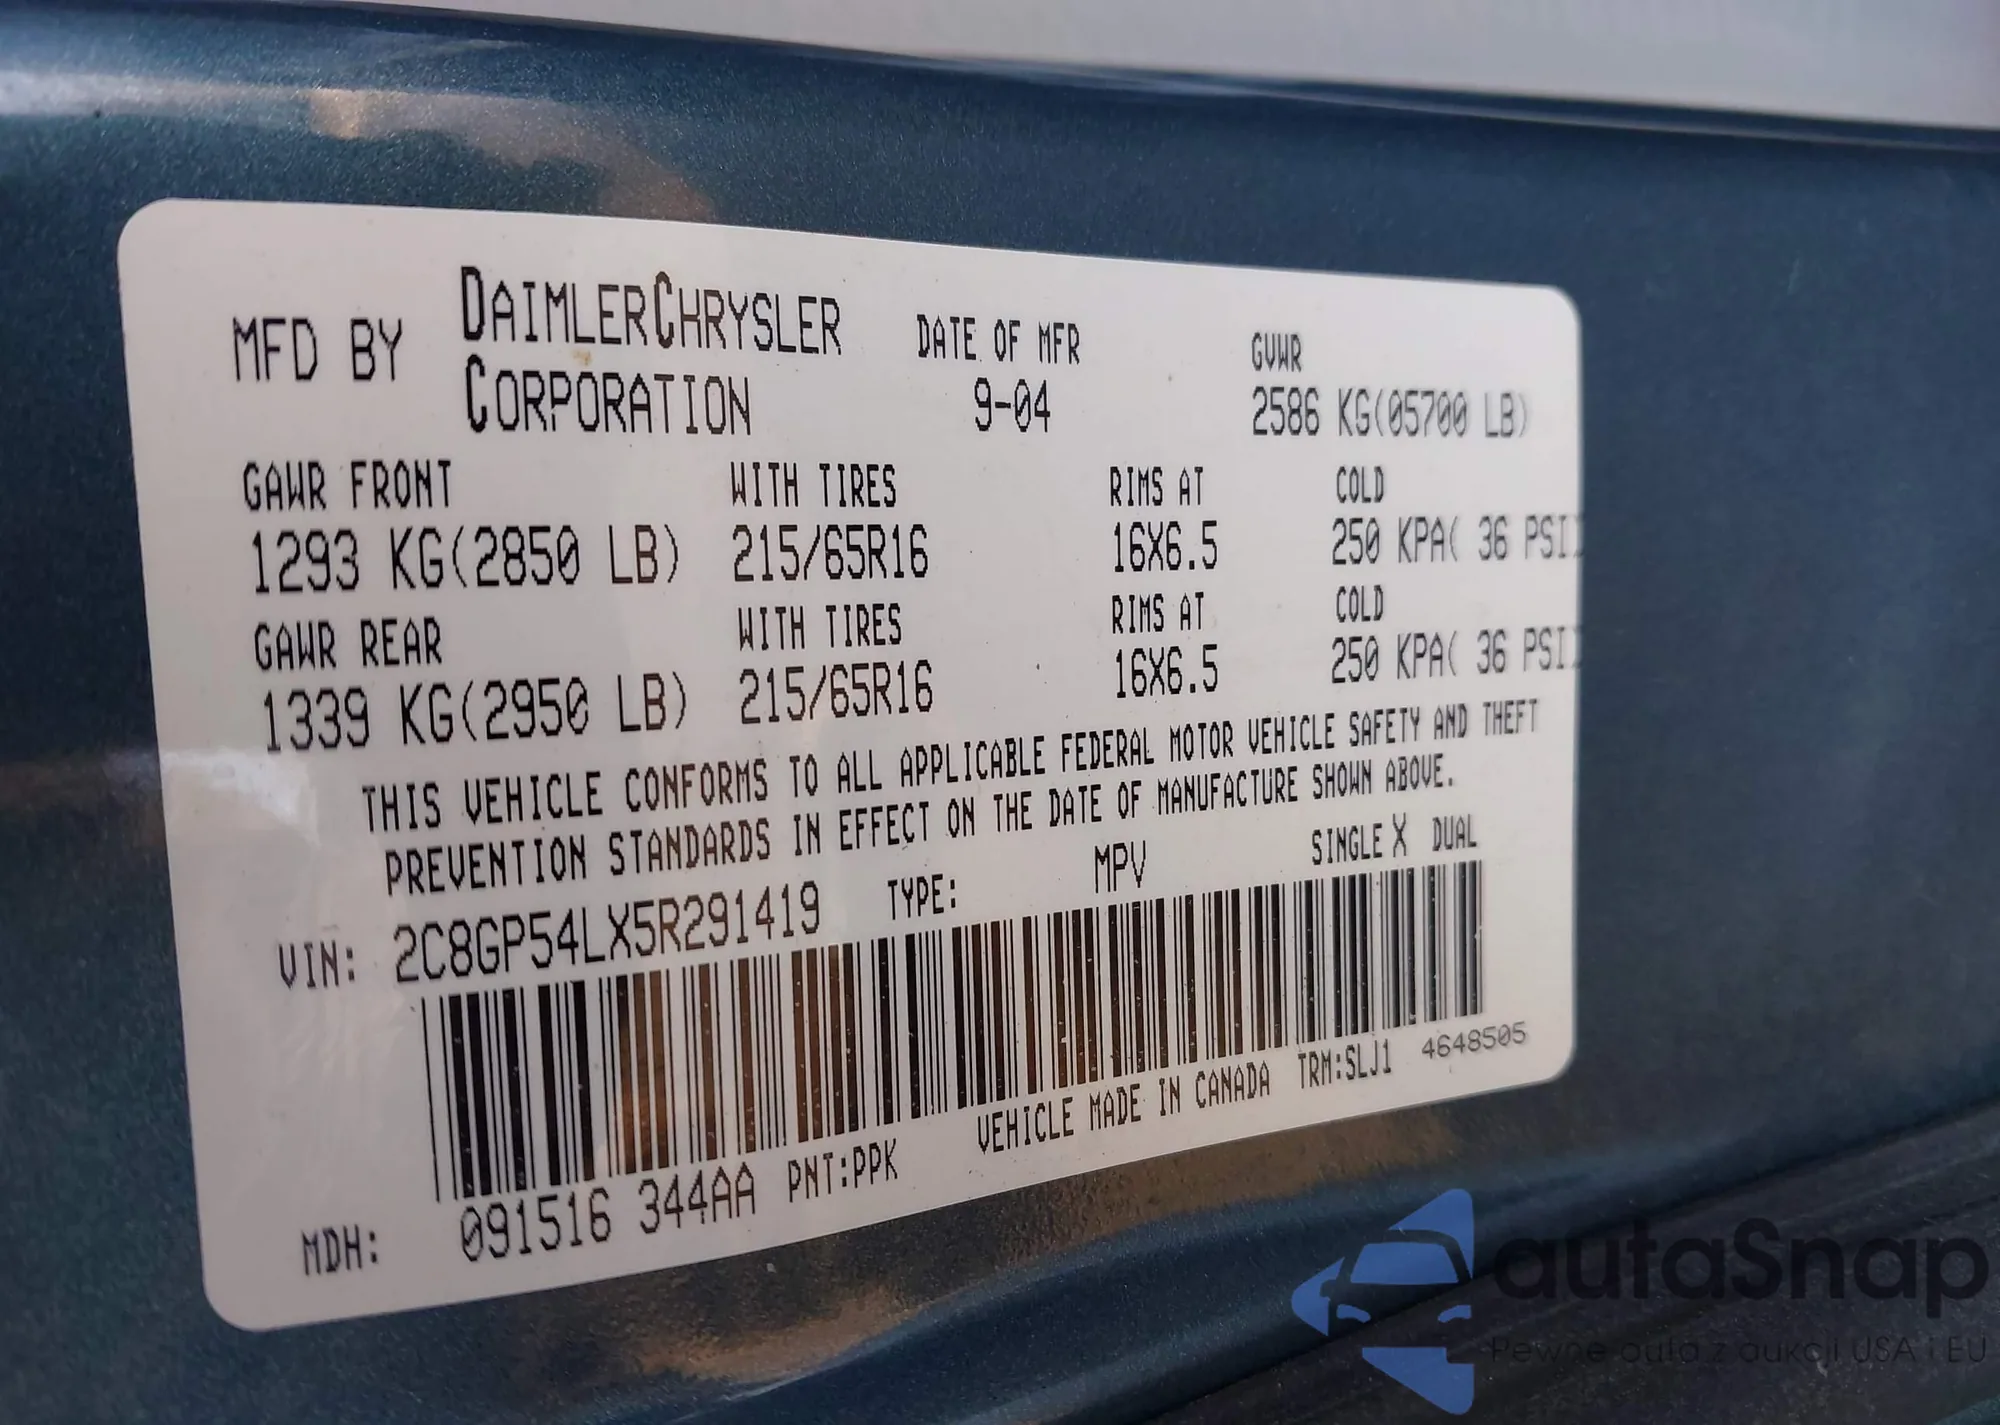 MFD BY DAIMLERCHRYSLER CORPORATION
DATE OF MFR
9-04
GVWR
2586 KG(05700 LB)
GAWR FRONT WITH TIRES RIMS AT COLD
1293 KG(2850 LB) 215/65R16 16X6.5 250 KPA( 36 PSI)
GAWR REAR WITH TIRES RIMS AT COLD
1339 KG(2950 LB) 215/65R16 16X6.5 250 KPA( 36 PSI)
THIS VEHICLE CONFORMS TO ALL APPLICABLE FEDERAL MOTOR VEHICLE SAFETY AND THEFT
PREVENTION STANDARDS IN EFFECT ON THE DATE OF MANUFACTURE SHOWN ABOVE.
VIN: 2C8GP54LX5R291419 TYPE: MPV SINGLE X DUAL
MDH: 091516 344AA PNT:PPK VEHICLE MADE IN CANADA TRM:SLJ1 4648505
autaSnap
Pewne auta z aukcji USA i EU